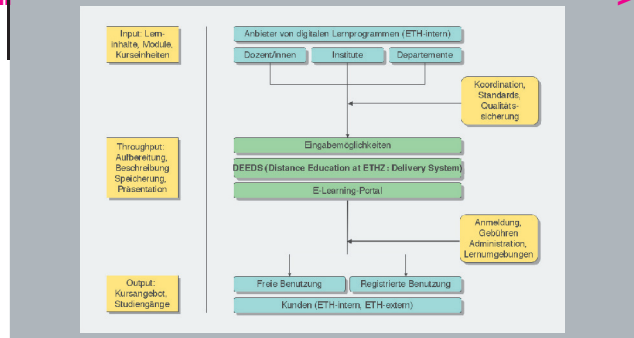 Input: Lern-
inhalte, Module,
Kurseinheiten
Anbieter von digitalen Lernprogrammen (ETH-intern)
Dozent/innen
Institute
Departemente
Koordination,
Standards,
Qualitäts-
sicherung
Throughput:
Aufbereitung,
Beschreibung
Speicherung,
Präsentation
Eingabemöglichkeiten
DEEDS (Distance Education at ETHZ: Delivery System)
E-Learning-Portal
Anmeldung,
Gebühren
Administration,
Lernumgebungen
Output:
Kursangebot,
Studiengänge
Freie Benutzung
Registrierte Benutzung
Kunden (ETH-intern, ETH-extern)